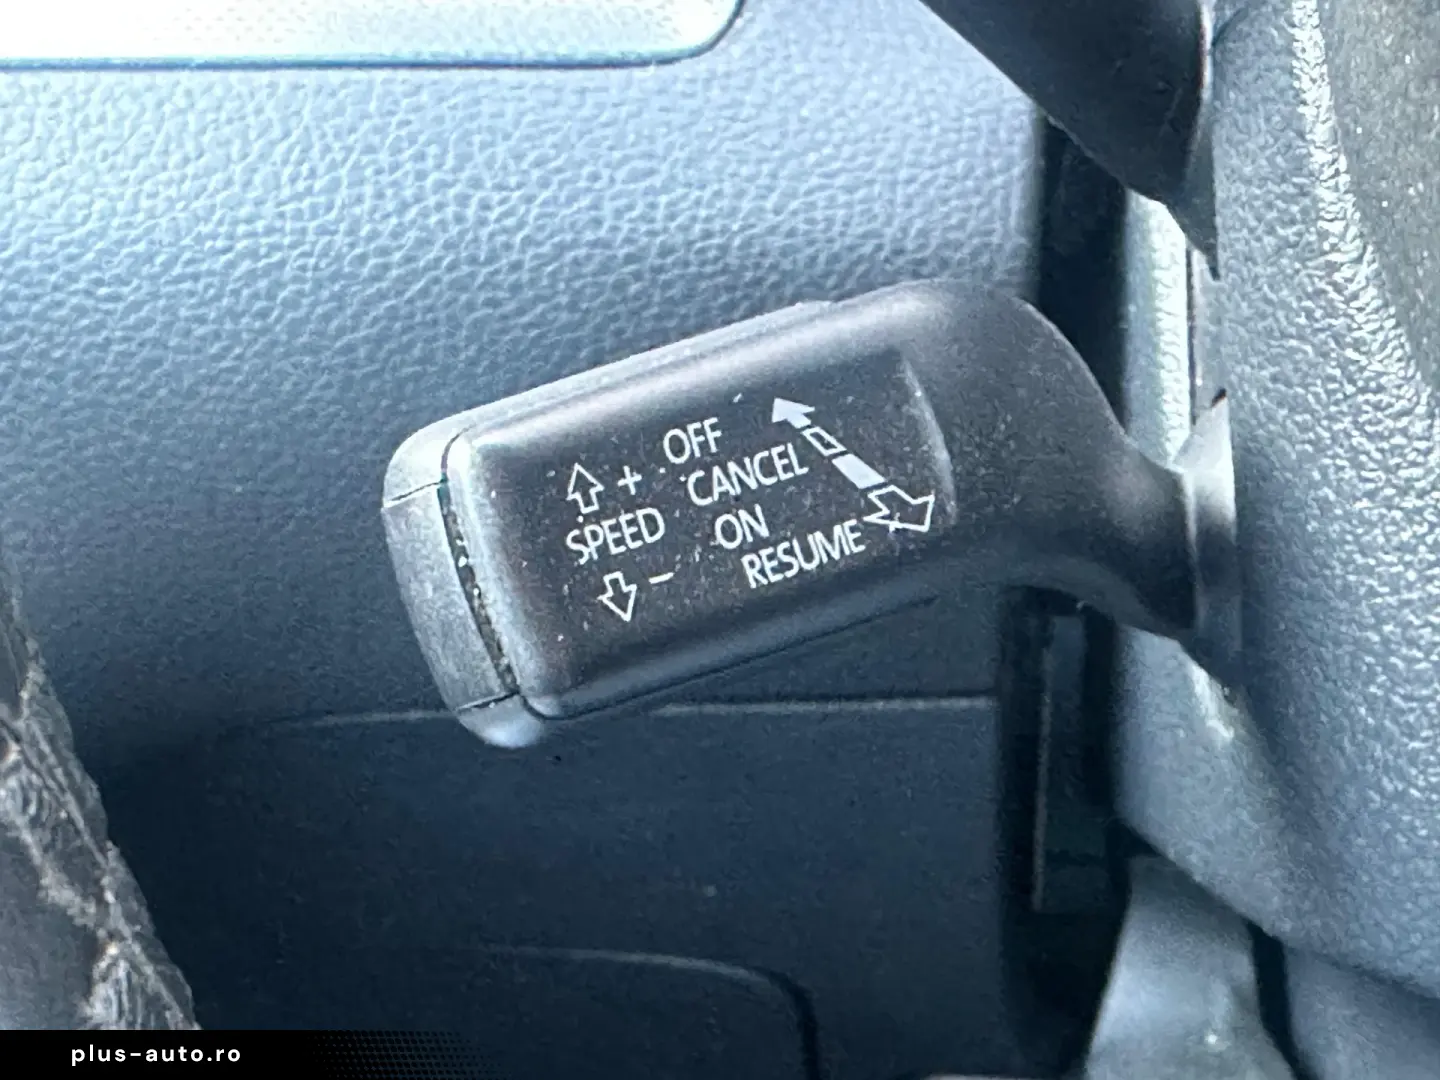 OFF
+ CANCEL
SPEED ON
- RESUME
plus-auto.ro